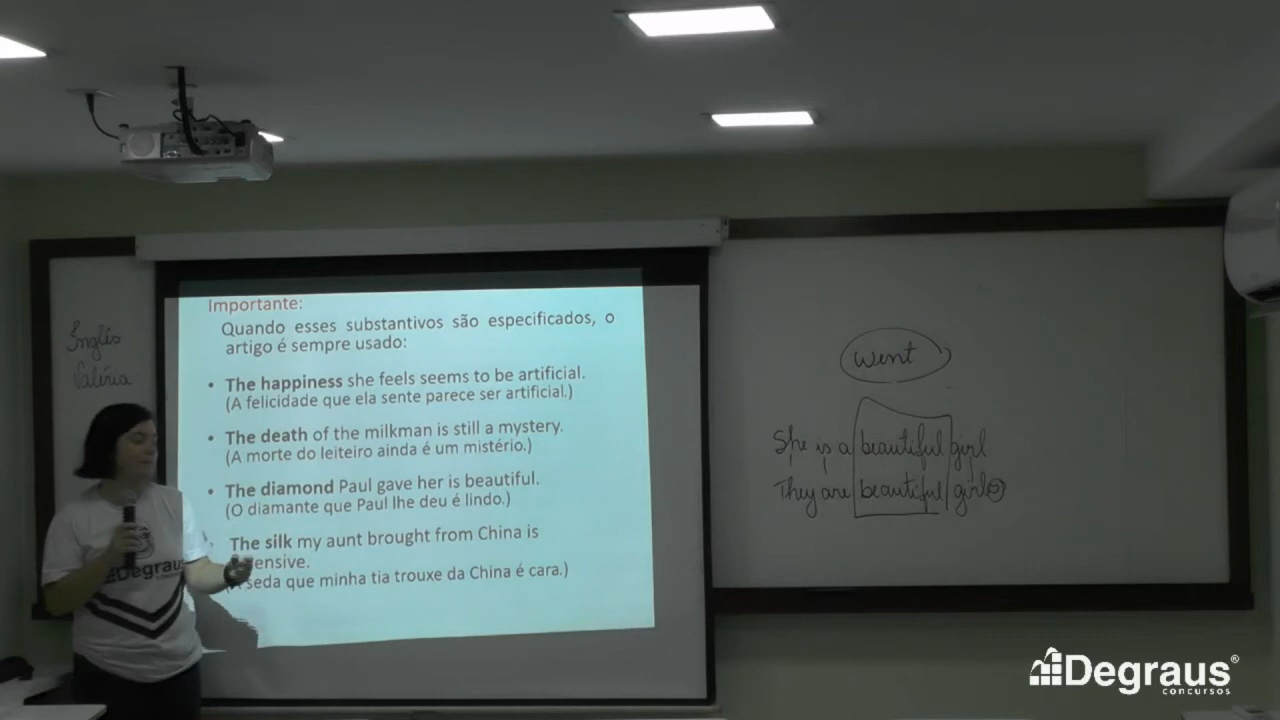 Inglês
Valéria
Importante:
Quando esses substantivos são especificados, o
artigo é sempre usado:
• The happiness she feels seems to be artificial.
(A felicidade que ela sente parece ser artificial.)
• The death of the milkman is still a mystery.
(A morte do leiteiro ainda é um mistério.)
• The diamond Paul gave her is beautiful.
(O diamante que Paul lhe deu é lindo.)
The silk my aunt brought from China is
seda que minha tia trouxe da China é cara.)
went
She is a beautiful girl
They are beautiful girls
Degraus
Degraus®
concursos